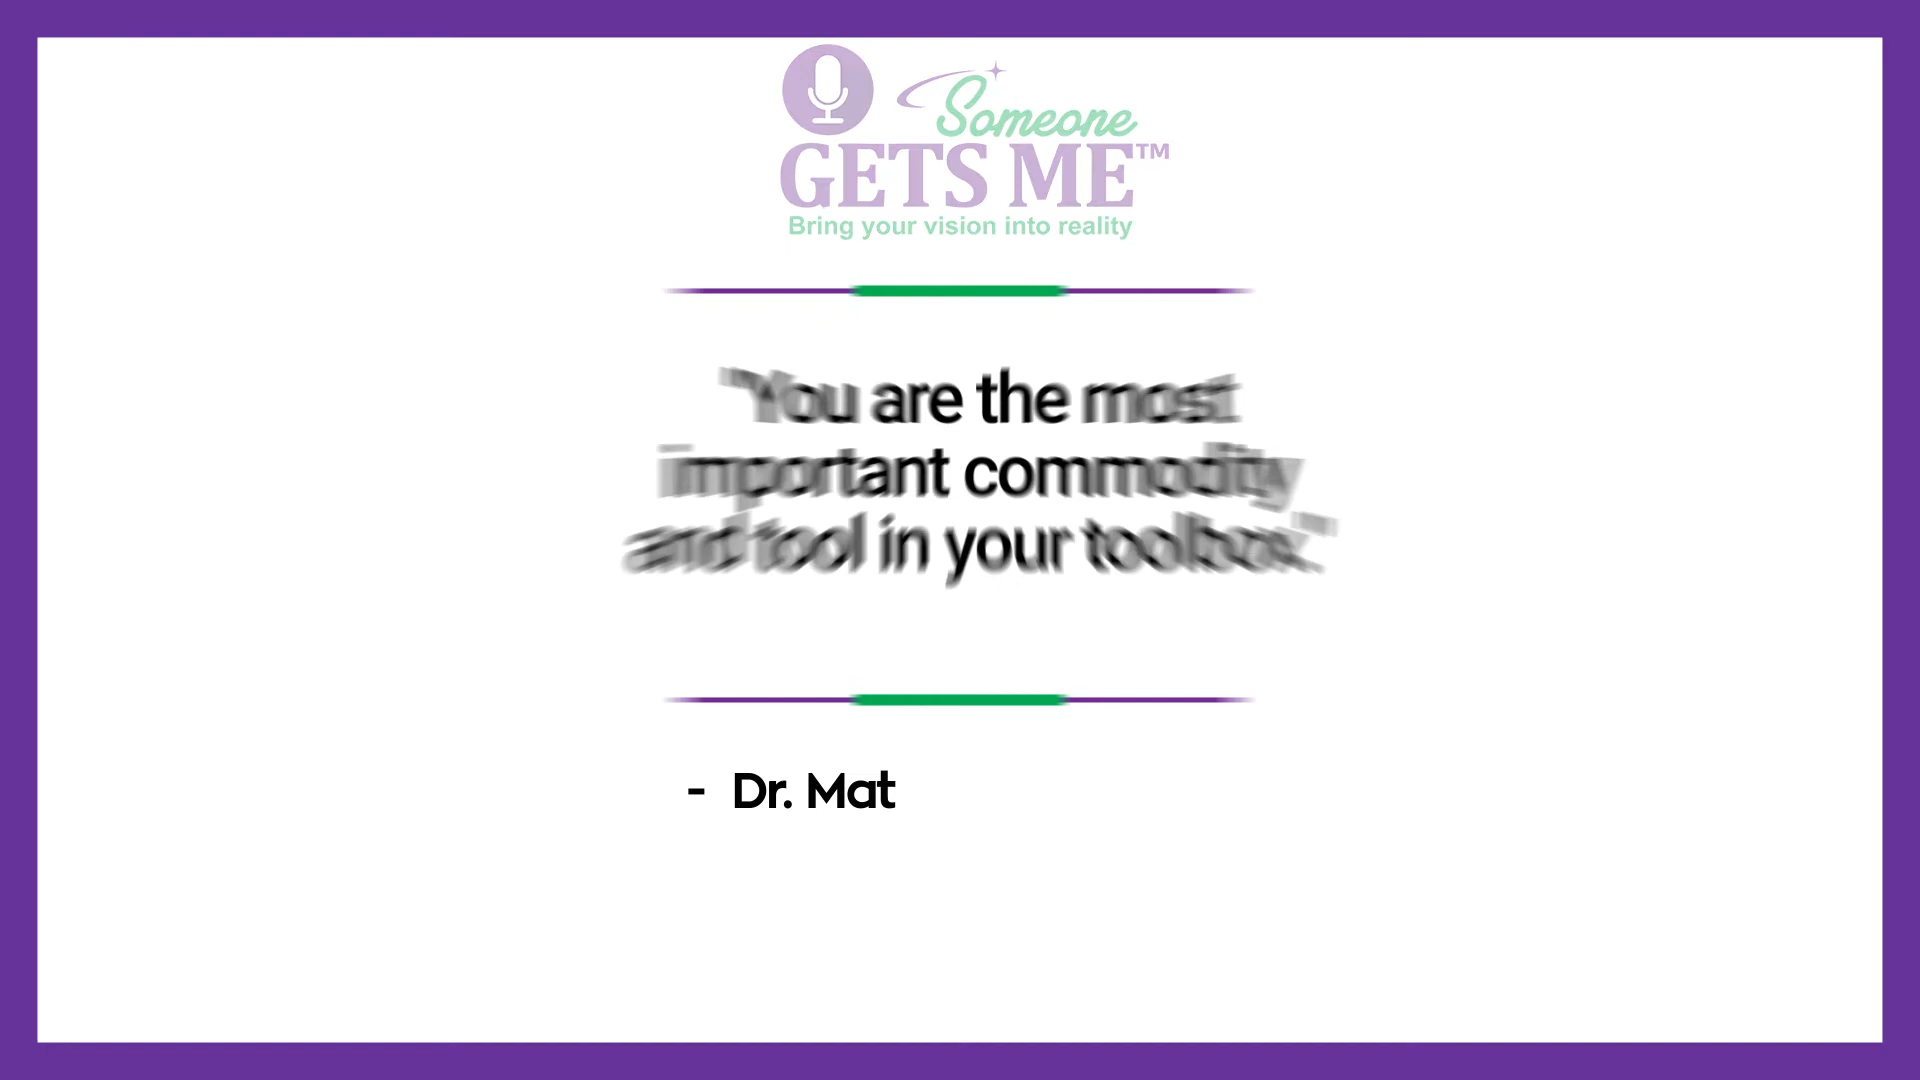 Someone
GETS ME™
Bring your vision into reality
"You are the most
important commodity
and tool in your toolbox."
- Dr. Mat